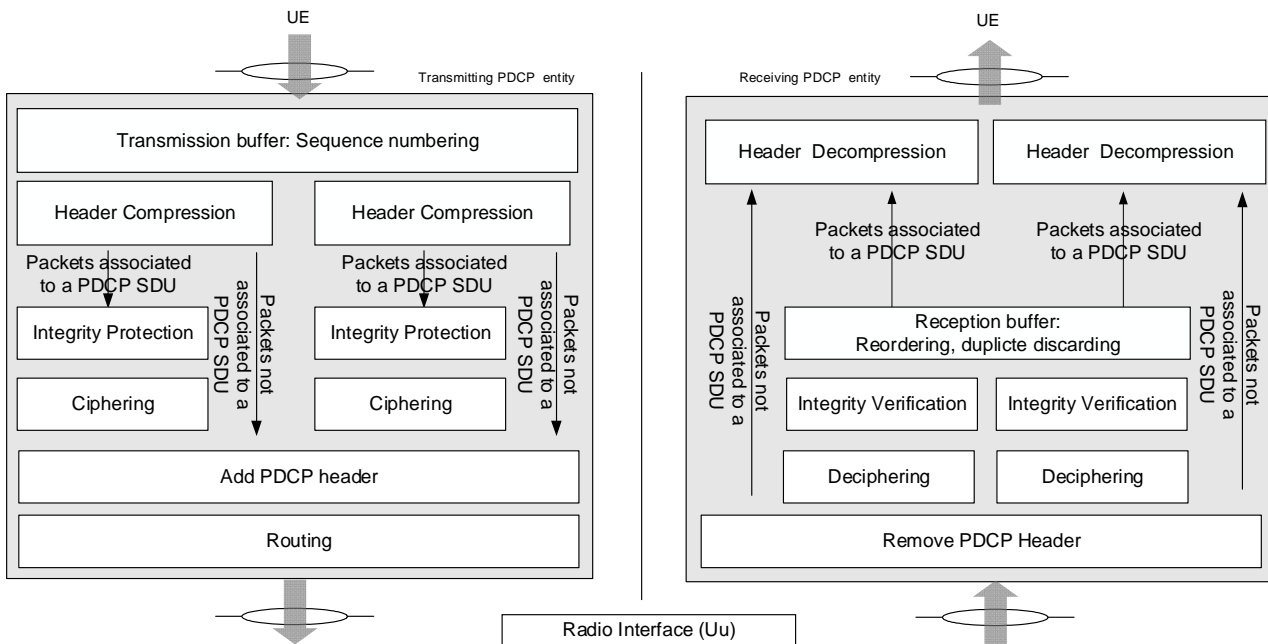 UE
Transmitting PDCP entity
Transmission buffer: Sequence numbering
Header Compression
Header Compression
Packets associated
to a PDCP SDU
Packets not
associated to a
PDCP SDU
Packets associated
to a PDCP SDU
Packets not
associated to a
PDCP SDU
Integrity Protection
Integrity Protection
Ciphering
Ciphering
Add PDCP header
Routing
UE
Receiving PDCP entity
Header Decompression
Header Decompression
Packets associated
to a PDCP SDU
Packets associated
to a PDCP SDU
Packets not
associated to a
PDCP SDU
Reception buffer:
Reordering, duplicte discarding
Packets not
associated to a
PDCP SDU
Integrity Verification
Integrity Verification
Deciphering
Deciphering
Remove PDCP Header
Radio Interface (Uu)